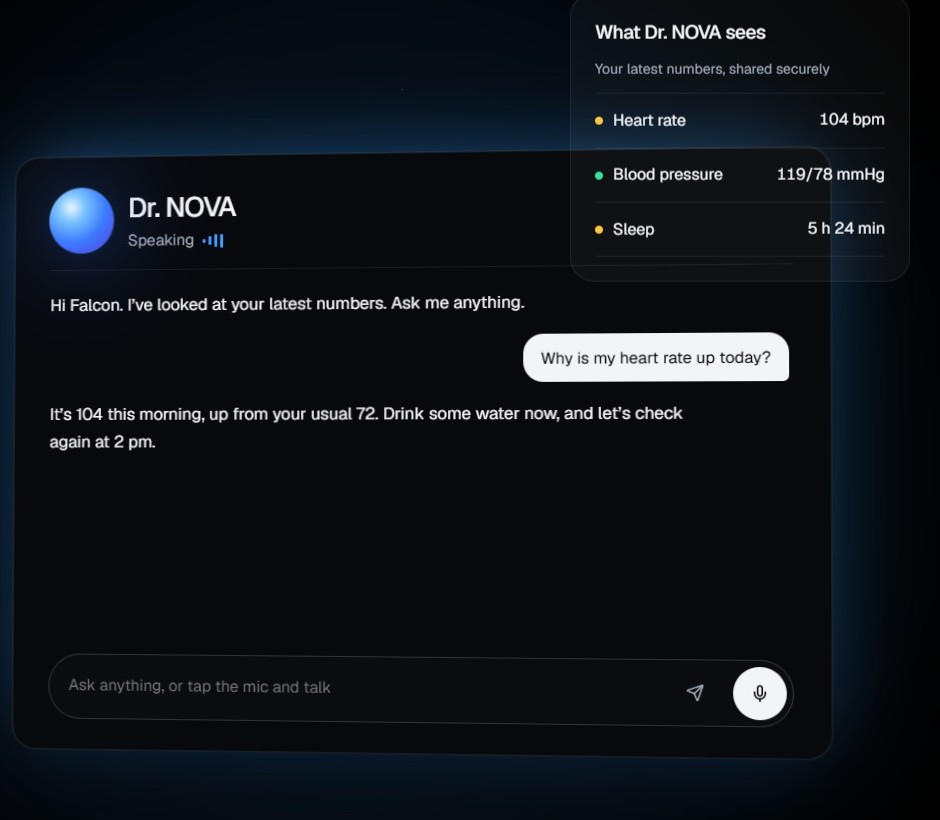 What Dr. NOVA sees
Your latest numbers, shared securely
Heart rate 104 bpm
Blood pressure 119/78 mmHg
Sleep 5 h 24 min
Dr. NOVA
Speaking
Hi Falcon. I’ve looked at your latest numbers. Ask me anything.
Why is my heart rate up today?
It’s 104 this morning, up from your usual 72. Drink some water now, and let’s check
again at 2 pm.
Ask anything, or tap the mic and talk